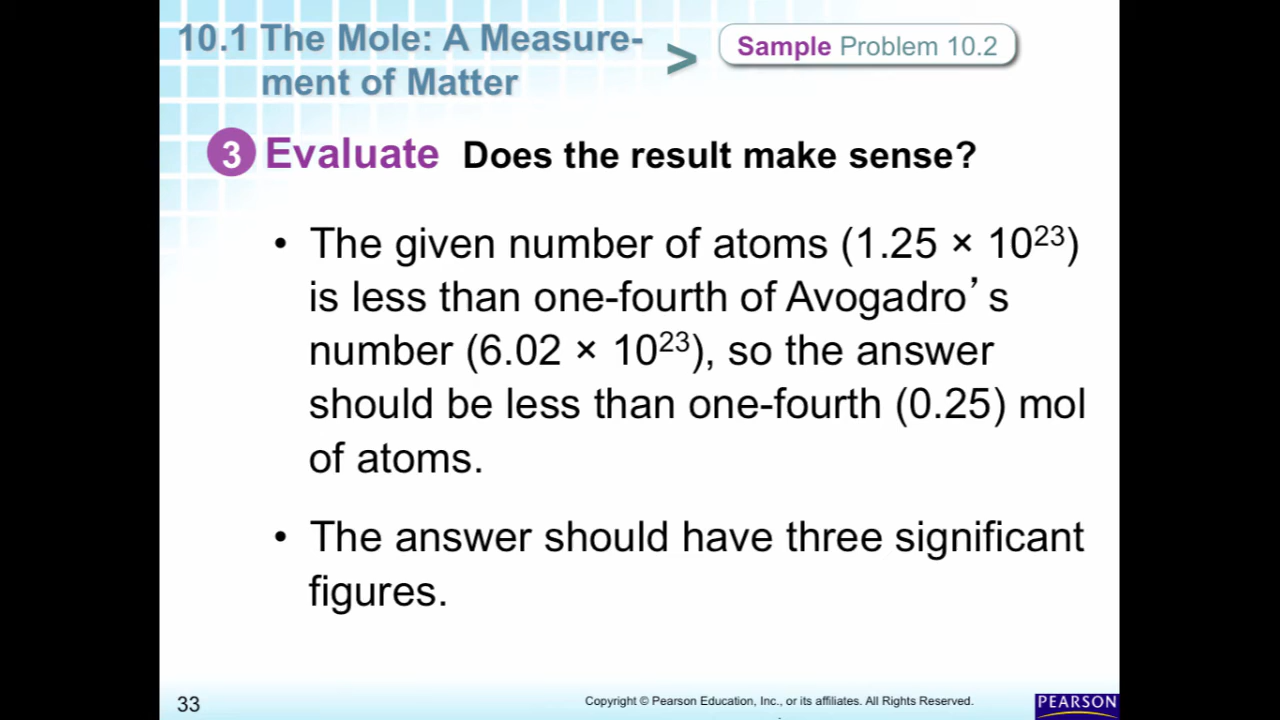 10.1 The Mole: A Measure-
ment of Matter
>
Sample Problem 10.2
3 Evaluate Does the result make sense?
• The given number of atoms (1.25 × 10²³)
is less than one-fourth of Avogadro’s
number (6.02 × 10²³), so the answer
should be less than one-fourth (0.25) mol
of atoms.
• The answer should have three significant
figures.
33
Copyright © Pearson Education, Inc., or its affiliates. All Rights Reserved.
PEARSON